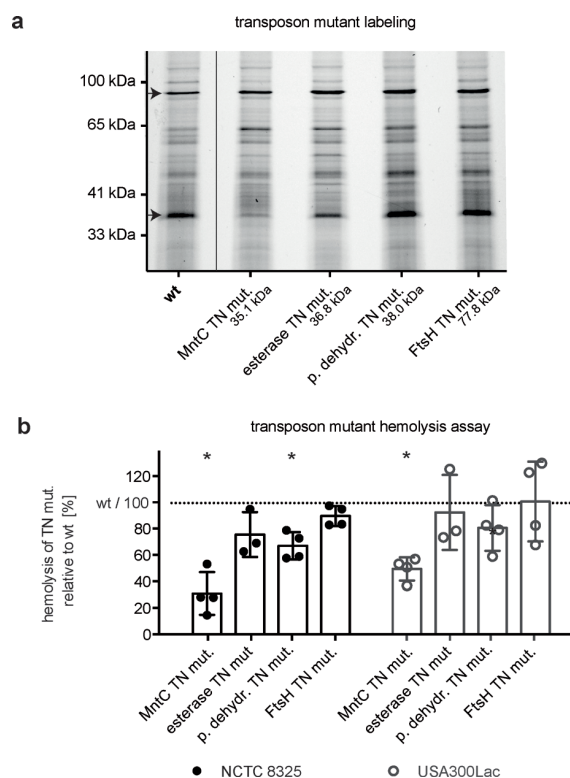 a
transposon mutant labeling
100 kDa
65 kDa
41 kDa
33 kDa
wt
MntC TN mut.
35.1 kDa
esterase TN mut.
36.8 kDa
p. dehydr. TN mut.
38.0 kDa
FtsH TN mut.
77.8 kDa
b
transposon mutant hemolysis assay
hemolysis of TN mut.
relative to wt [%]
* * *
120
wt / 100
80
60
40
20
0
MntC TN mut.
esterase TN mut
p. dehydr. TN mut.
FtsH TN mut.
MntC TN mut.
esterase TN mut
p. dehydr. TN mut.
FtsH TN mut.
NCTC 8325
USA300Lac